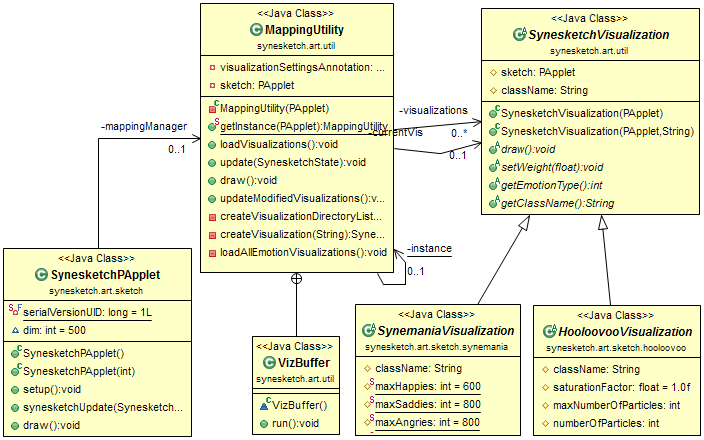 <<Java Class>>
MappingUtility
synesketch.art.util
visualizationSettingsAnnotation: ...
sketch: PApplet
MappingUtility(PApplet)
getInstance(PApplet):MappingUtility
loadVisualizations():void
update(SynesketchState):void
draw():void
updateModifiedVisualizations():v...
createVisualizationDirectoryList...
createVisualization(String):Syne...
loadAllEmotionVisualizations():void
<<Java Class>>
SynesketchVisualization
synesketch.art.util
sketch: PApplet
className: String
SynesketchVisualization(PApplet)
SynesketchVisualization(PApplet,String)
draw():void
setWeight(float):void
getEmotionType():int
getClassName():String
-visualizations
0..*
-currentVis
0..1
-mappingManager
0..1
-instance
0..1
<<Java Class>>
SynesketchPApplet
synesketch.art.sketch
serialVersionUID: long = 1L
dim: int = 500
SynesketchPApplet()
SynesketchPApplet(int)
setup():void
synesketchUpdate(Synesketch...
draw():void
<<Java Class>>
VizBuffer
synesketch.art.util
VizBuffer()
run():void
<<Java Class>>
SynemaniaVisualization
synesketch.art.sketch.synemania
className: String
maxHappies: int = 600
maxSaddies: int = 800
maxAngries: int = 800
<<Java Class>>
HooloovooVisualization
synesketch.art.sketch.hooloovoo
className: String
saturationFactor: float = 1.0f
maxNumberOfParticles: int
numberOfParticles: int